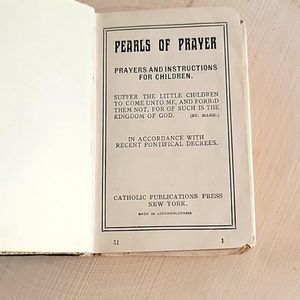 PEARLS OF PRAYER
PRAYERS AND INSTRUCTIONS
FOR CHILDREN.
SUFFER THE LITTLE CHILDREN
TO COME UNTO ME, AND FORBID
THEM NOT, FOR OF SUCH IS THE
KINGDOM OF GOD. (ST. MARK.)
IN ACCORDANCE WITH
RECENT PONTIFICAL DECREES.
CATHOLIC PUBLICATIONS PRESS
NEW YORK.
MADE IN CZECHOSLOVAKIA
51 1